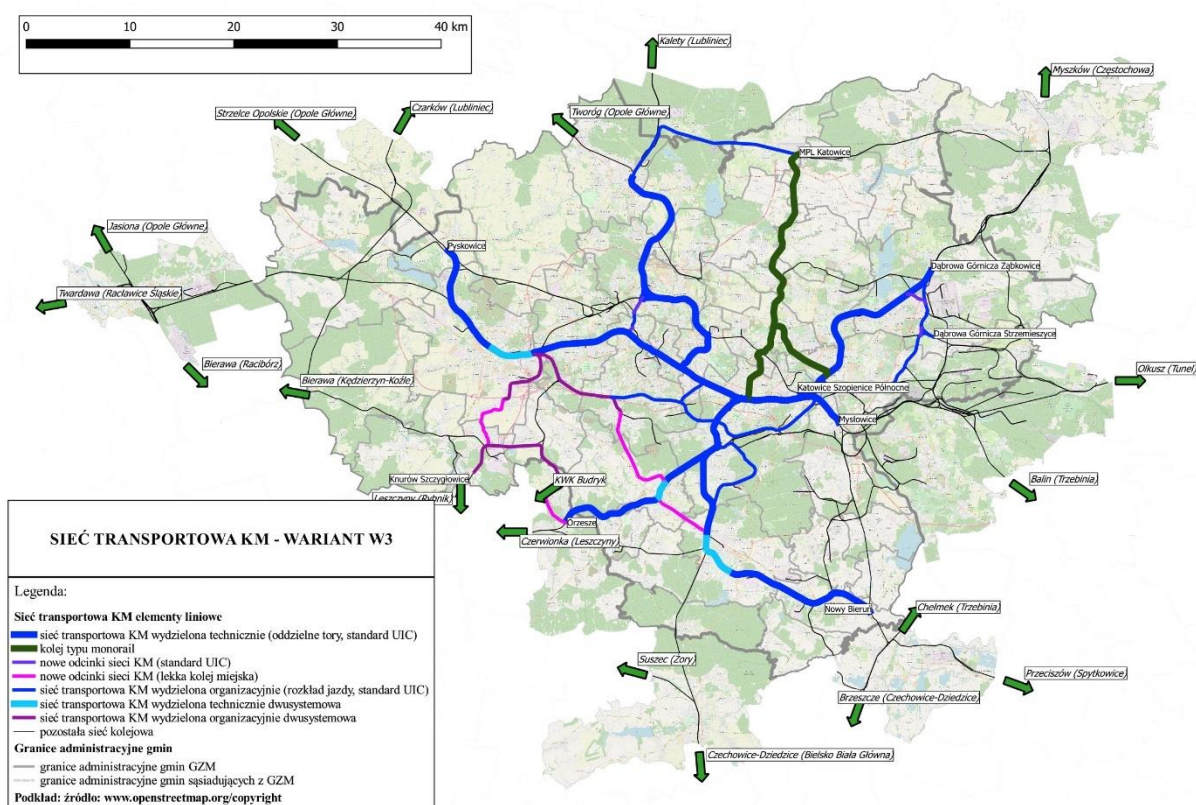 0 10 20 30 40 km
Kalety (Lubliniec)
Myszków (Częstochowa)
Strzelce Opolskie (Opole Główne)
Czarków (Lubliniec)
Tworóg (Opole Główne)
MPL Katowice
Jasiona (Opole Główne)
Pyskowice
Dąbrowa Górnicza Ząbkowice
Twardawa (Racławice Śląskie)
Dąbrowa Górnicza Strzemieszyce
Bierawa (Racibórz)
Bierawa (Kędzierzyn-Koźle)
Katowice Szopienice Północne
Olkusz (Tunel)
Mysłowice
Knurów Szczygłowice
KWK Budryk
Leszczyny (Rybnik)
Balin (Trzebinia)
Orzesze
Czerwionka (Leszczyny)
Nowy Bieruń
Chełmek (Trzebinia)
Suszec (Żory)
Przeciszów (Spytkowice)
Brzeszcze (Czechowice-Dziedzice)
Czechowice-Dziedzice (Bielsko Biała Główna)
SIEĆ TRANSPORTOWA KM - WARIANT W3
Legenda:
Sieć transportowa KM elementy liniowe
sieć transportowa KM wydzielona technicznie (oddzielne tory, standard UIC)
kolej typu monorail
nowe odcinki sieci KM (standard UIC)
nowe odcinki sieci KM (lekka kolej miejska)
sieć transportowa KM wydzielona organizacyjnie (rozkład jazdy, standard UIC)
sieć transportowa KM wydzielona technicznie dwusystemowa
sieć transportowa KM wydzielona organizacyjnie dwusystemowa
pozostała sieć kolejowa
Granice administracyjne gmin
granice administracyjne gmin GZM
granice administracyjne gmin sąsiadujących z GZM
Podkład: źródło: www.openstreetmap.org/copyright